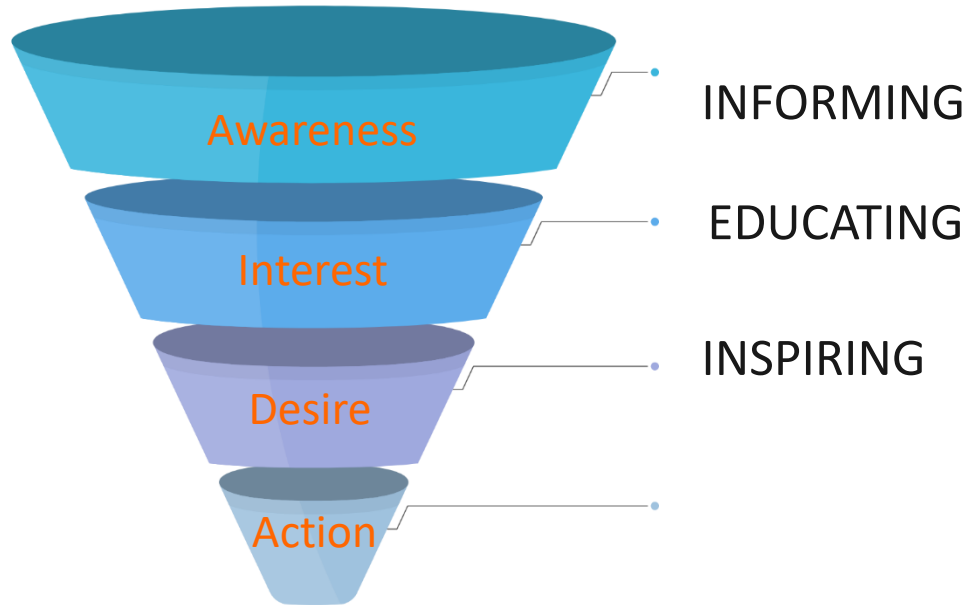 Awareness
INFORMING
Interest
EDUCATING
Desire
INSPIRING
Action